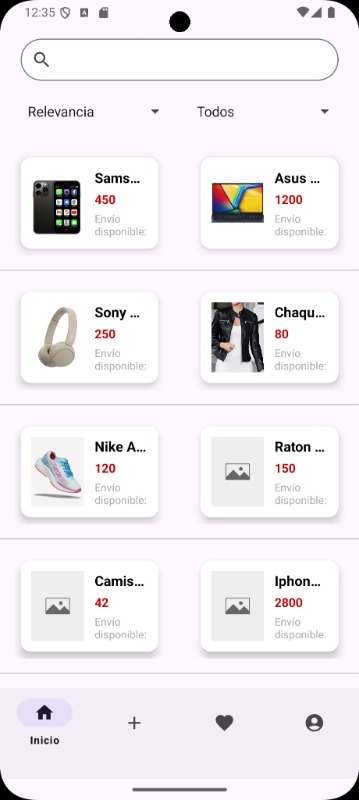 12:35
Relevancia
Todos
Sams...
450
Envío
disponible:
Asus ...
1200
Envío
disponible:
Sony ...
250
Envío
disponible:
Chaqu...
80
Envío
disponible:
Nike A...
120
Envío
disponible:
Raton ...
150
Envío
disponible:
Camis...
42
Envío
disponible:
Iphon...
2800
Envío
disponible:
Inicio